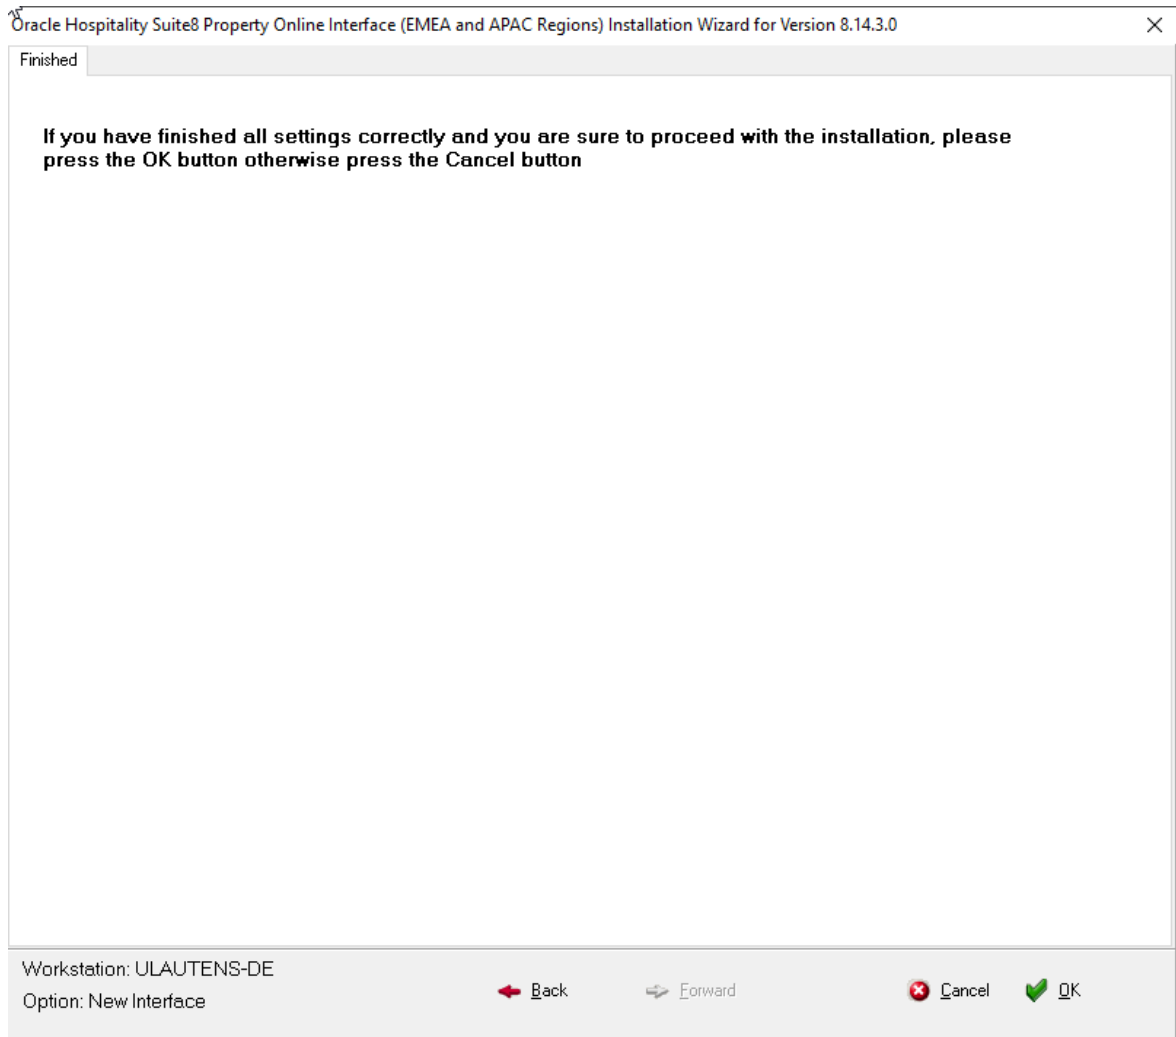 Oracle Hospitality Suite8 Property Online Interface (EMEA and APAC Regions) Installation Wizard for Version 8.14.3.0
Finished
If you have finished all settings correctly and you are sure to proceed with the installation, please
press the OK button otherwise press the Cancel button
Workstation: ULAUTENS-DE
Option: New Interface
Back
Forward
Cancel
OK